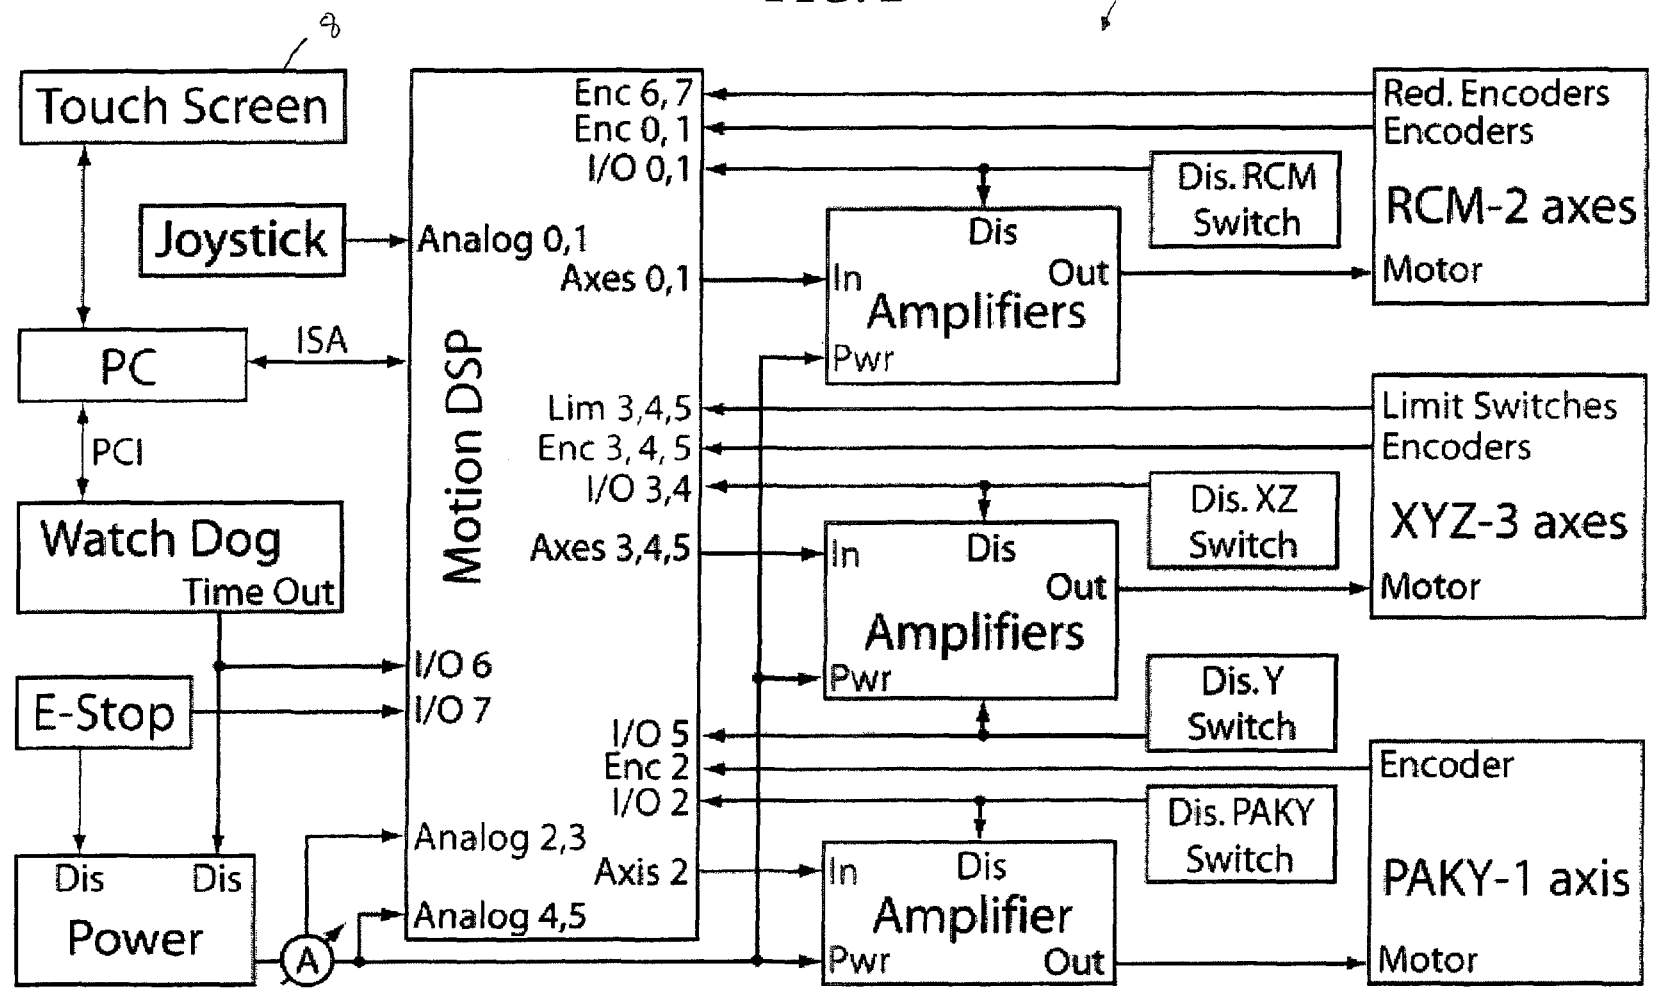 8
Touch Screen
Joystick
PC
ISA
PCI
Watch Dog
Time Out
E-Stop
Dis
Dis
Power
A
Motion DSP
Enc 6, 7
Enc 0, 1
I/O 0,1
Analog 0,1
Axes 0,1
Lim 3,4,5
Enc 3, 4, 5
I/O 3,4
Axes 3,4,5
I/O 6
I/O 7
I/O 5
Enc 2
I/O 2
Analog 2,3
Axis 2
Analog 4,5
Dis
In
Out
Amplifiers
Pwr
Dis
In
Out
Amplifiers
Pwr
Dis
In
Amplifier
Pwr
Out
Dis. RCM
Switch
Dis. XZ
Switch
Dis. Y
Switch
Dis. PAKY
Switch
Red. Encoders
Encoders
RCM-2 axes
Motor
Limit Switches
Encoders
XYZ-3 axes
Motor
Encoder
PAKY-1 axis
Motor